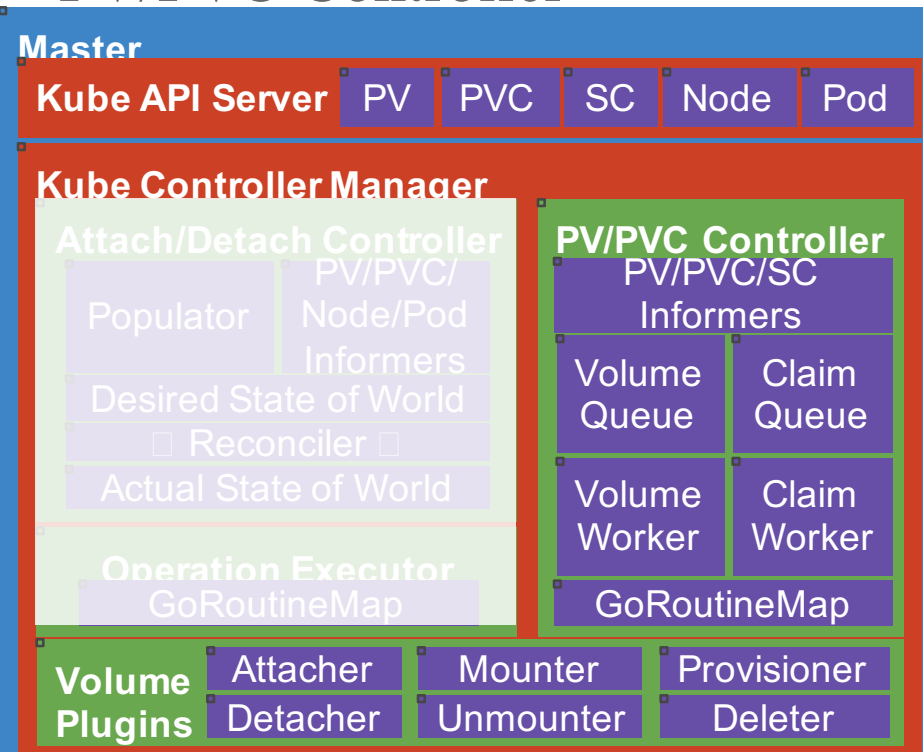 PV/PVC Controller
Master
Kube API Server PV PVC SC Node Pod
Kube Controller Manager
Attach/Detach Controller
Populator
PV/PVC/
Node/Pod
Informers
Desired State of World
Reconciler
Actual State of World
Operation Executor
GoRoutineMap
PV/PVC Controller
PV/PVC/SC
Informers
Volume
Queue
Claim
Queue
Volume
Worker
Claim
Worker
GoRoutineMap
Volume
Plugins
Attacher
Mounter
Provisioner
Detacher
Unmounter
Deleter